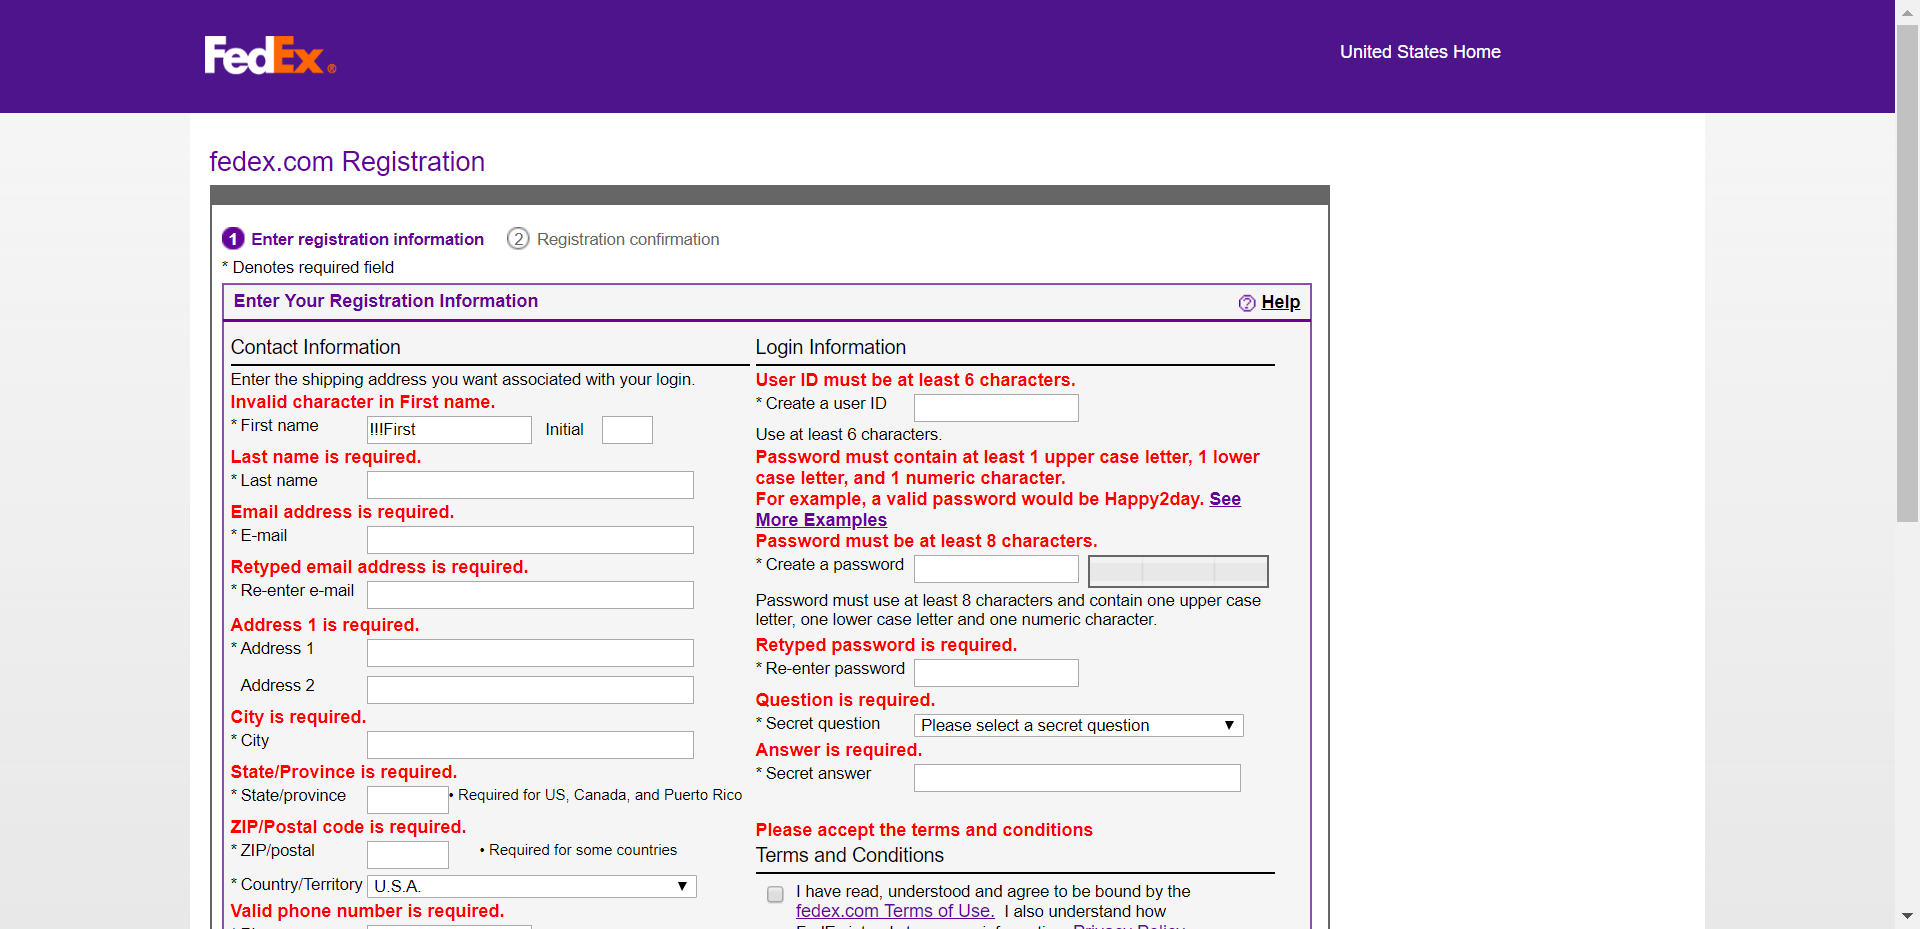 FedEx®
United States Home
fedex.com Registration
1 Enter registration information 2 Registration confirmation
* Denotes required field
Enter Your Registration Information
? Help
Contact Information
Enter the shipping address you want associated with your login.
Invalid character in First name.
* First name !!!First Initial
Last name is required.
* Last name
Email address is required.
* E-mail
Retyped email address is required.
* Re-enter e-mail
Address 1 is required.
* Address 1
Address 2
City is required.
* City
State/Province is required.
* State/province • Required for US, Canada, and Puerto Rico
ZIP/Postal code is required.
* ZIP/postal • Required for some countries
* Country/Territory U.S.A.
Valid phone number is required.
Login Information
User ID must be at least 6 characters.
* Create a user ID
Use at least 6 characters.
Password must contain at least 1 upper case letter, 1 lower
case letter, and 1 numeric character.
For example, a valid password would be Happy2day. See
More Examples
Password must be at least 8 characters.
* Create a password
Password must use at least 8 characters and contain one upper case
letter, one lower case letter and one numeric character.
Retyped password is required.
* Re-enter password
Question is required.
* Secret question Please select a secret question
Answer is required.
* Secret answer
Please accept the terms and conditions
Terms and Conditions
I have read, understood and agree to be bound by the
fedex.com Terms of Use. I also understand how
Privacy Policy